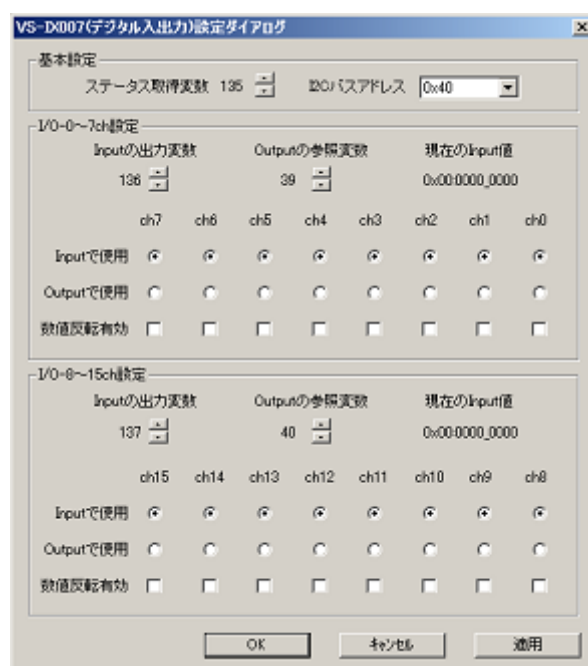 VS-IX007(デジタル入出力)設定ダイアログ
基本設定
ステータス取得変数 135 I2Cバスアドレス 0x40
I/O-0~7ch設定
Inputの出力変数 Outputの参照変数 現在のInput値
136 39 0x00:0000_0000
ch7 ch6 ch5 ch4 ch3 ch2 ch1 ch0
Inputで使用
Outputで使用
数値反転有効
I/O-8~15ch設定
Inputの出力変数 Outputの参照変数 現在のInput値
137 40 0x00:0000_0000
ch15 ch14 ch13 ch12 ch11 ch10 ch9 ch8
Inputで使用
Outputで使用
数値反転有効
OK キャンセル 適用